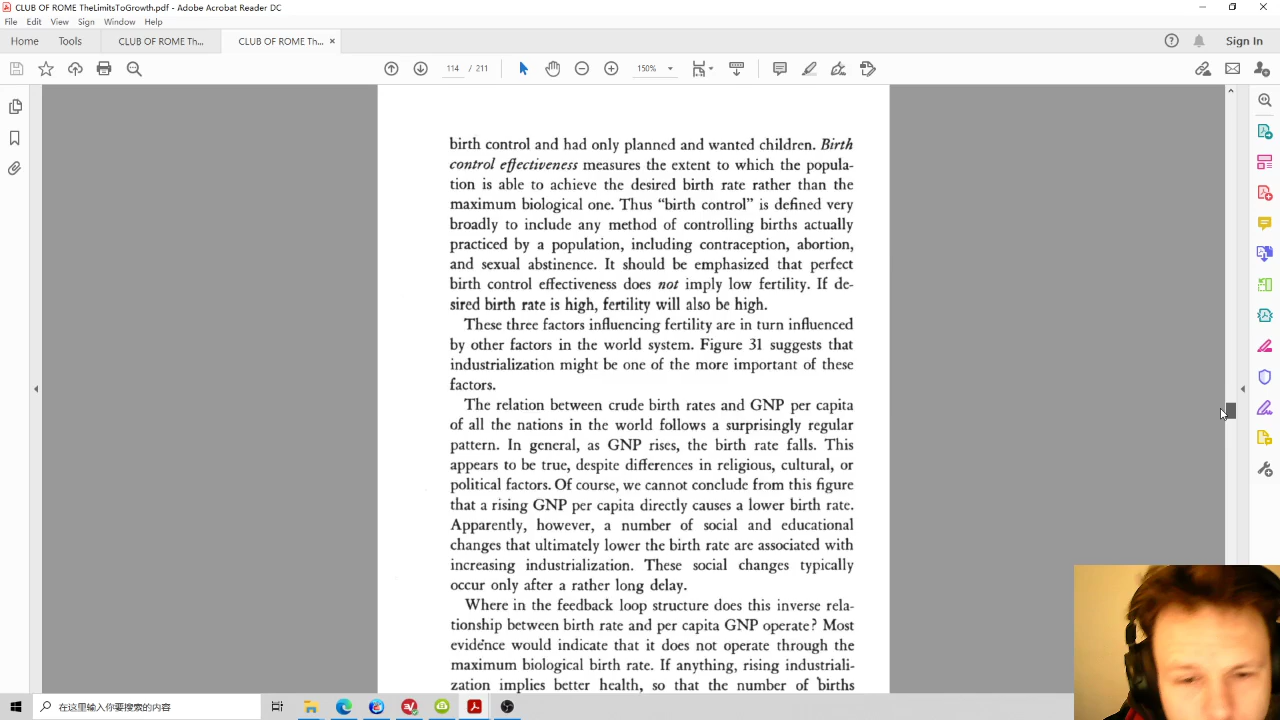 CLUB OF ROME TheLimitsToGrowth.pdf - Adobe Acrobat Reader DC
File Edit View Sign Window Help
Home Tools CLUB OF ROME Th... CLUB OF ROME Th... ×
Sign In
114 / 211 150%
birth control and had only planned and wanted children. Birth
control effectiveness measures the extent to which the popula-
tion is able to achieve the desired birth rate rather than the
maximum biological one. Thus "birth control" is defined very
broadly to include any method of controlling births actually
practiced by a population, including contraception, abortion,
and sexual abstinence. It should be emphasized that perfect
birth control effectiveness does not imply low fertility. If de-
sired birth rate is high, fertility will also be high.
These three factors influencing fertility are in turn influenced
by other factors in the world system. Figure 31 suggests that
industrialization might be one of the more important of these
factors.
The relation between crude birth rates and GNP per capita
of all the nations in the world follows a surprisingly regular
pattern. In general, as GNP rises, the birth rate falls. This
appears to be true, despite differences in religious, cultural, or
political factors. Of course, we cannot conclude from this figure
that a rising GNP per capita directly causes a lower birth rate.
Apparently, however, a number of social and educational
changes that ultimately lower the birth rate are associated with
increasing industrialization. These social changes typically
occur only after a rather long delay.
Where in the feedback loop structure does this inverse rela-
tionship between birth rate and per capita GNP operate? Most
evidence would indicate that it does not operate through the
maximum biological birth rate. If anything, rising industriali-
zation implies better health, so that the number of births
在这里输入你要搜索的内容